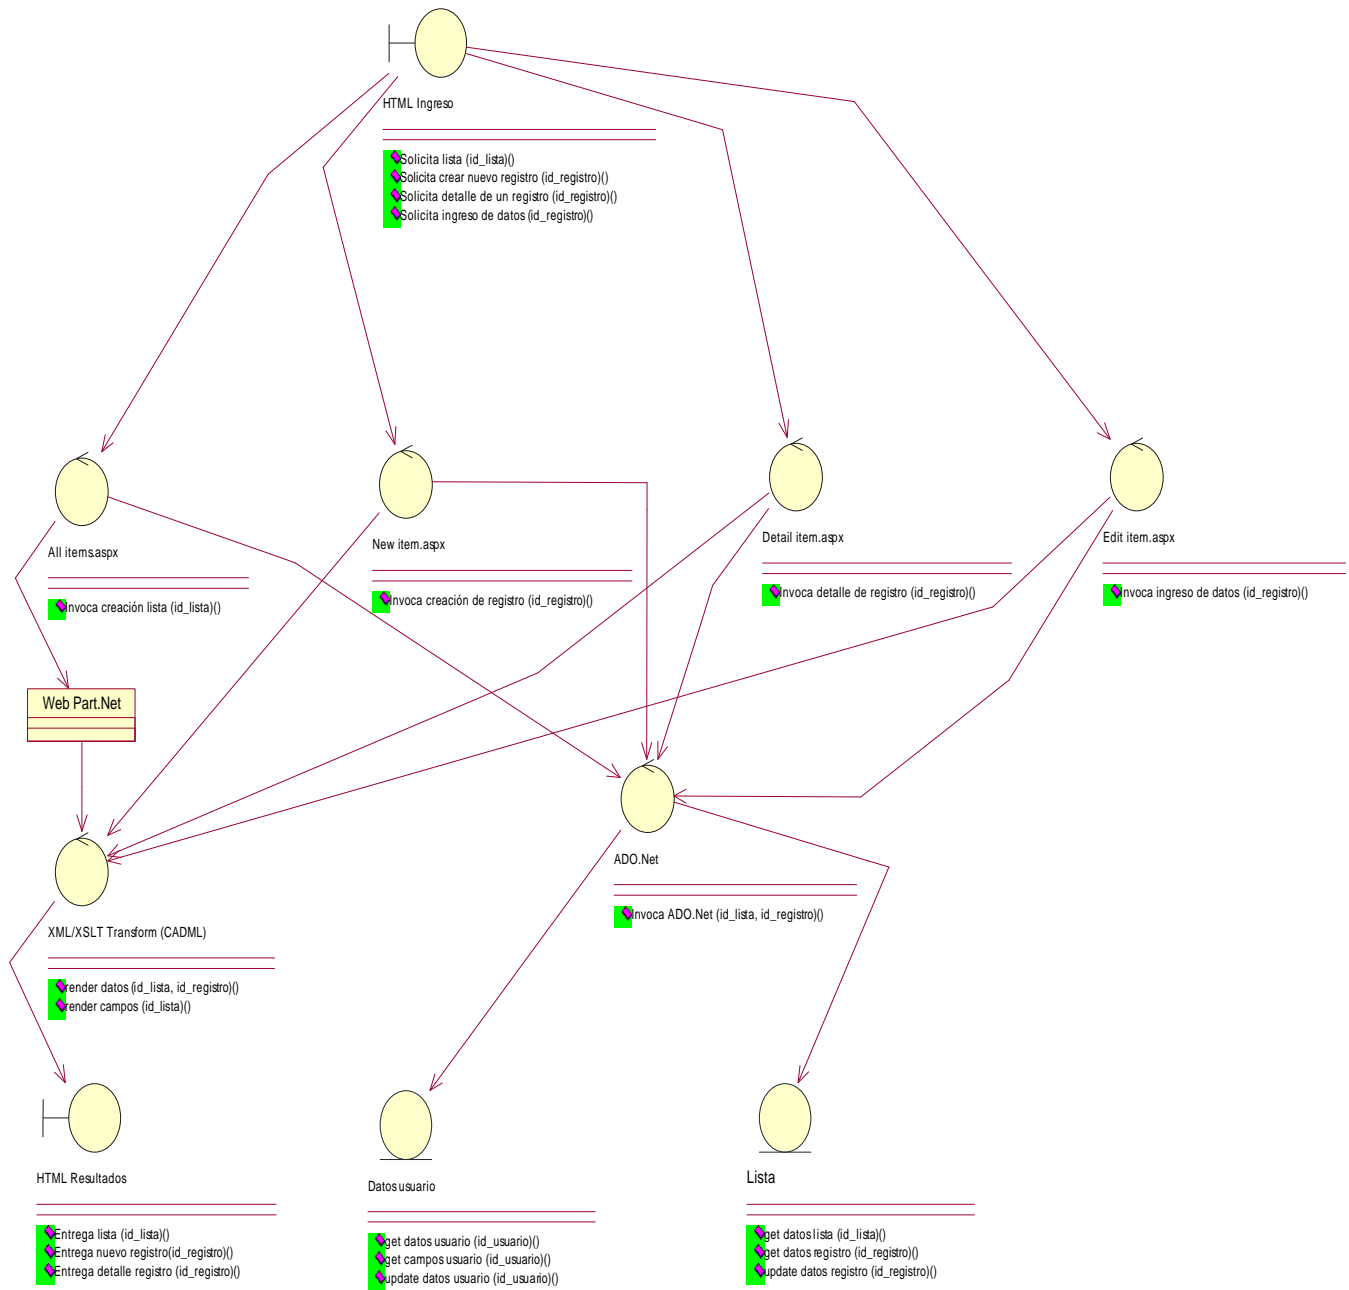 HTML Ingreso
Solicita lista (id_lista)()
Solicita crear nuevo registro (id_registro)()
Solicita detalle de un registro (id_registro)()
Solicita ingreso de datos (id_registro)()
All items.aspx
Invoca creación lista (id_lista)()
New item.aspx
Invoca creación de registro (id_registro)()
Detail item.aspx
Invoca detalle de registro (id_registro)()
Edit item.aspx
Invoca ingreso de datos (id_registro)()
Web Part.Net
ADO.Net
Invoca ADO.Net (id_lista, id_registro)()
XML/XSLT Transform (CADML)
render datos (id_lista, id_registro)()
render campos (id_lista)()
HTML Resultados
Entrega lista (id_lista)()
Entrega nuevo registro(id_registro)()
Entrega detalle registro (id_registro)()
Datos usuario
get datos usuario (id_usuario)()
get campos usuario (id_usuario)()
update datos usuario (id_usuario)()
Lista
get datos lista (id_lista)()
get datos registro (id_registro)()
update datos registro (id_registro)()